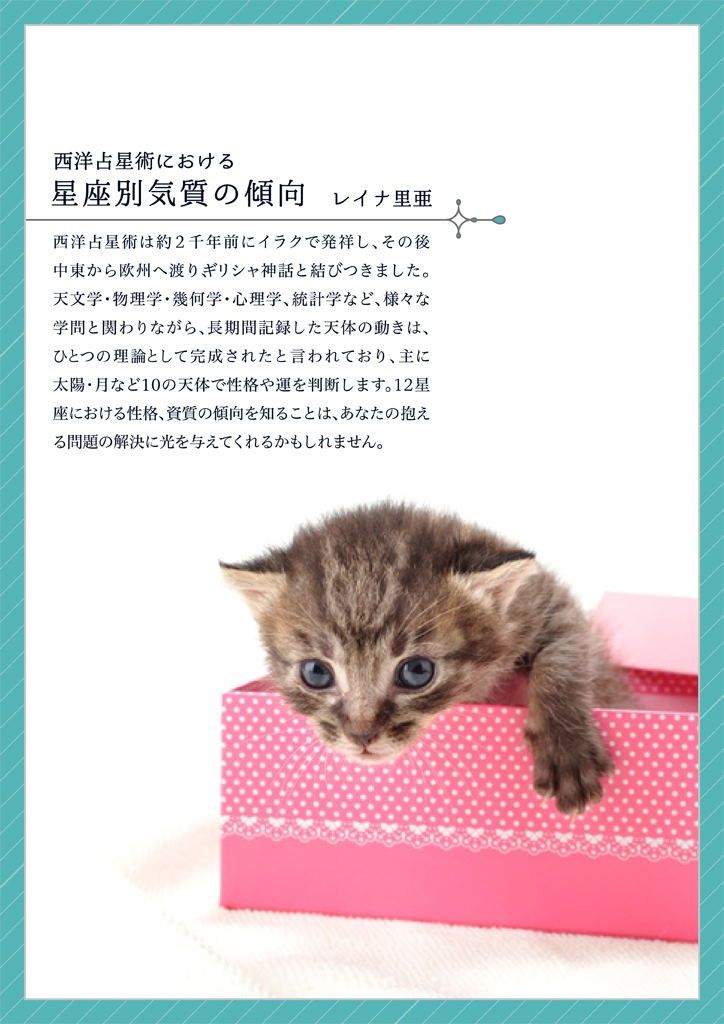 西洋占星術における
星座別気質の傾向　レイナ里亜
西洋占星術は約２千年前にイラクで発祥し、その後
中東から欧州へ渡りギリシャ神話と結びつきました。
天文学・物理学・幾何学・心理学、統計学など、様々な
学問と関わりながら、長期間記録した天体の動きは、
ひとつの理論として完成されたと言われており、主に
太陽・月など10の天体で性格や運を判断します。12星
座における性格、資質の傾向を知ることは、あなたの抱え
る問題の解決に光を与えてくれるかもしれません。